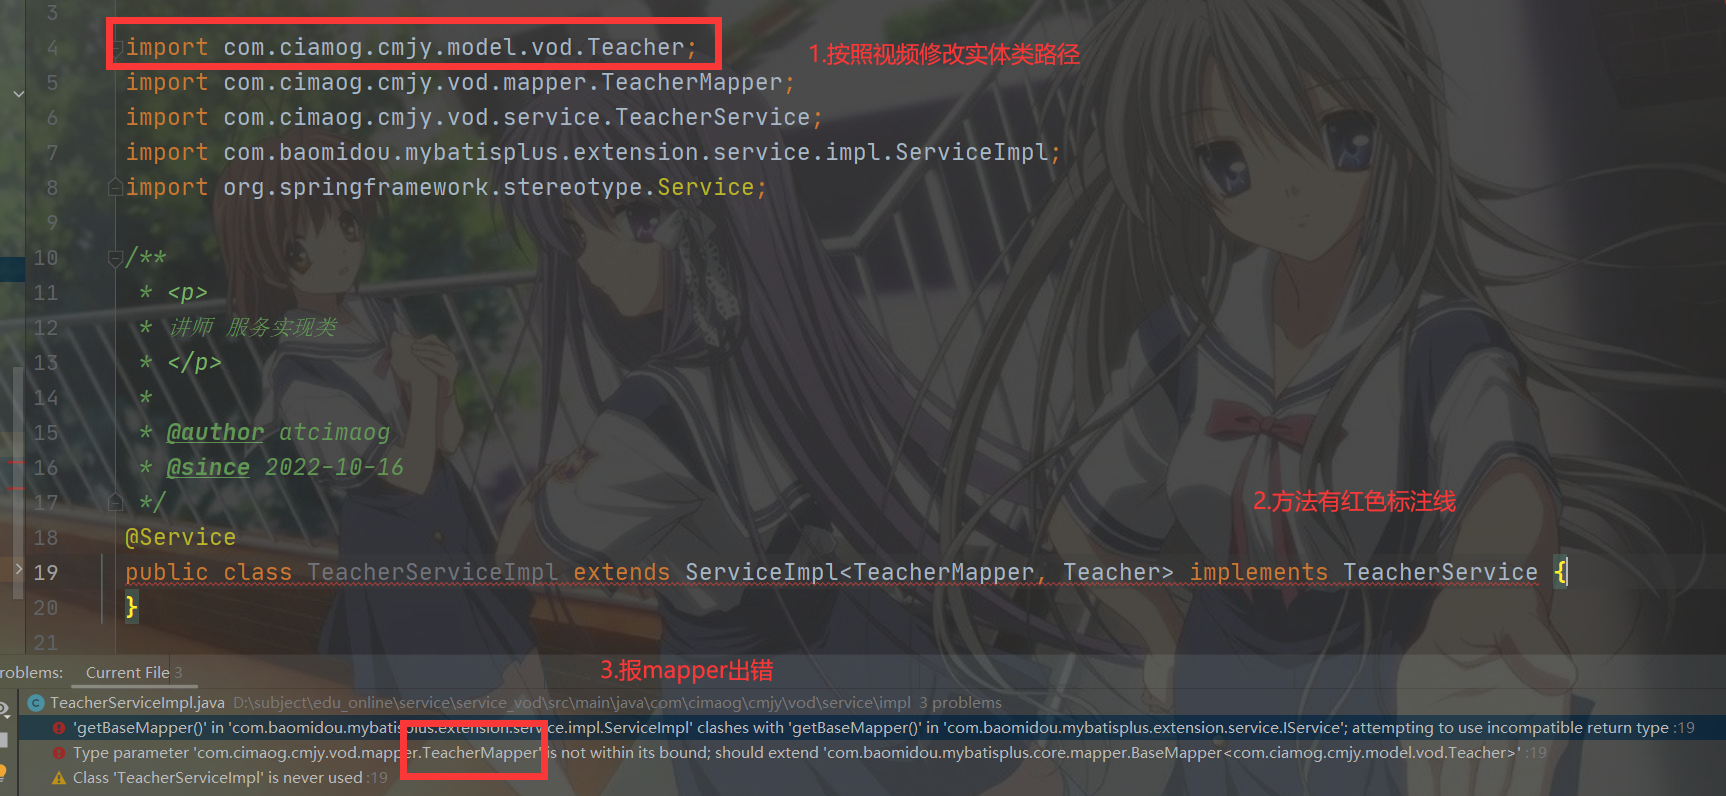 3
4 import com.ciamog.cmjy.model.vod.Teacher;
1.按照视频修改实体类路径
5 import com.cimaog.cmjy.vod.mapper.TeacherMapper;
6 import com.cimaog.cmjy.vod.service.TeacherService;
7 import com.baomidou.mybatisplus.extension.service.impl.ServiceImpl;
8 import org.springframework.stereotype.Service;
9
10 /**
11 * <p>
12 * 讲师 服务实现类
13 * </p>
14 *
15 * @author atcimaog
16 * @since 2022-10-16
17 */
2.方法有红色标注线
18 @Service
19 public class TeacherServiceImpl extends ServiceImpl<TeacherMapper, Teacher> implements TeacherService {
20 }
21
3.报mapper出错
roblems: Current File 3
TeacherServiceImpl.java D:\subject\edu_online\service\service_vod\src\main\java\com\cimaog\cmjy\vod\service\impl 3 problems
'getBaseMapper()' in 'com.baomidou.mybatisplus.extension.service.impl.ServiceImpl' clashes with 'getBaseMapper()' in 'com.baomidou.mybatisplus.extension.service.IService'; attempting to use incompatible return type :19
Type parameter 'com.cimaog.cmjy.vod.mapper.TeacherMapper' is not within its bound; should extend 'com.baomidou.mybatisplus.core.mapper.BaseMapper<com.ciamog.cmjy.model.vod.Teacher>' :19
Class 'TeacherServiceImpl' is never used :19